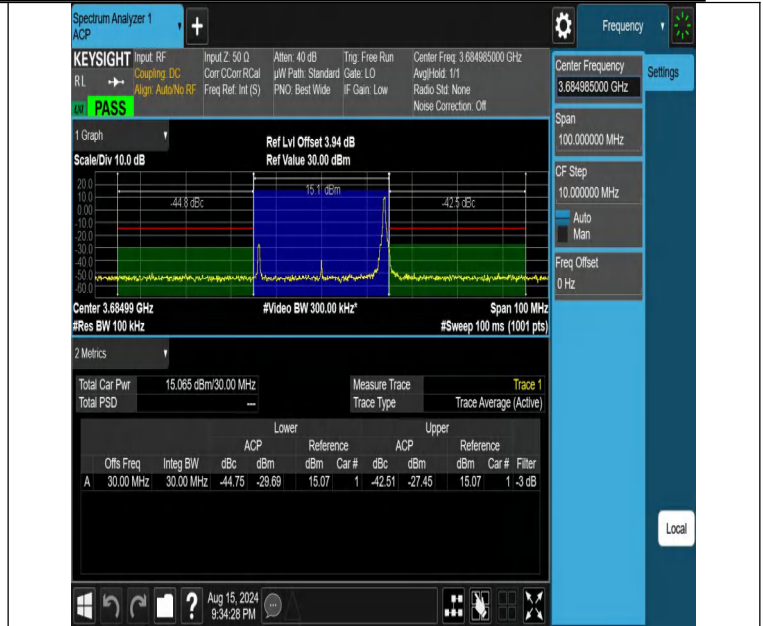 Spectrum Analyzer 1
ACP
+
Frequency
KEYSIGHT
RL
PASS
Input: RF
Coupling: DC
Align: Auto/No RF
Input Z: 50 Ω
Corr CCorr RCal
Freq Ref: Int (S)
Atten: 40 dB
µW Path: Standard
PNO: Best Wide
Trig: Free Run
Gate: LO
IF Gain: Low
Center Freq: 3.684985000 GHz
Avg|Hold: 1/1
Radio Std: None
Noise Correction: Off
Center Frequency
3.684985000 GHz
Settings
Span
100.000000 MHz
CF Step
10.000000 MHz
Auto
Man
Freq Offset
0 Hz
1 Graph
Scale/Div 10.0 dB
Ref Lvl Offset 3.94 dB
Ref Value 30.00 dBm
20.0
10.0
0.00
-10.0
-20.0
-30.0
-40.0
-50.0
-60.0
-44.8 dBc
15.1 dBm
-42.5 dBc
Center 3.68499 GHz
#Video BW 300.00 kHz*
Span 100 MHz
#Res BW 100 kHz
#Sweep 100 ms (1001 pts)
2 Metrics
Total Car Pwr 15.065 dBm/30.00 MHz
Total PSD ---
Measure Trace Trace 1
Trace Type Trace Average (Active)
Lower Upper
ACP Reference ACP Reference
Offs Freq Integ BW dBc dBm dBm Car # dBc dBm dBm Car # Filter
A 30.00 MHz 30.00 MHz -44.75 -29.69 15.07 1 -42.51 -27.45 15.07 1 -3 dB
Local
?
Aug 15, 2024
9:34:28 PM